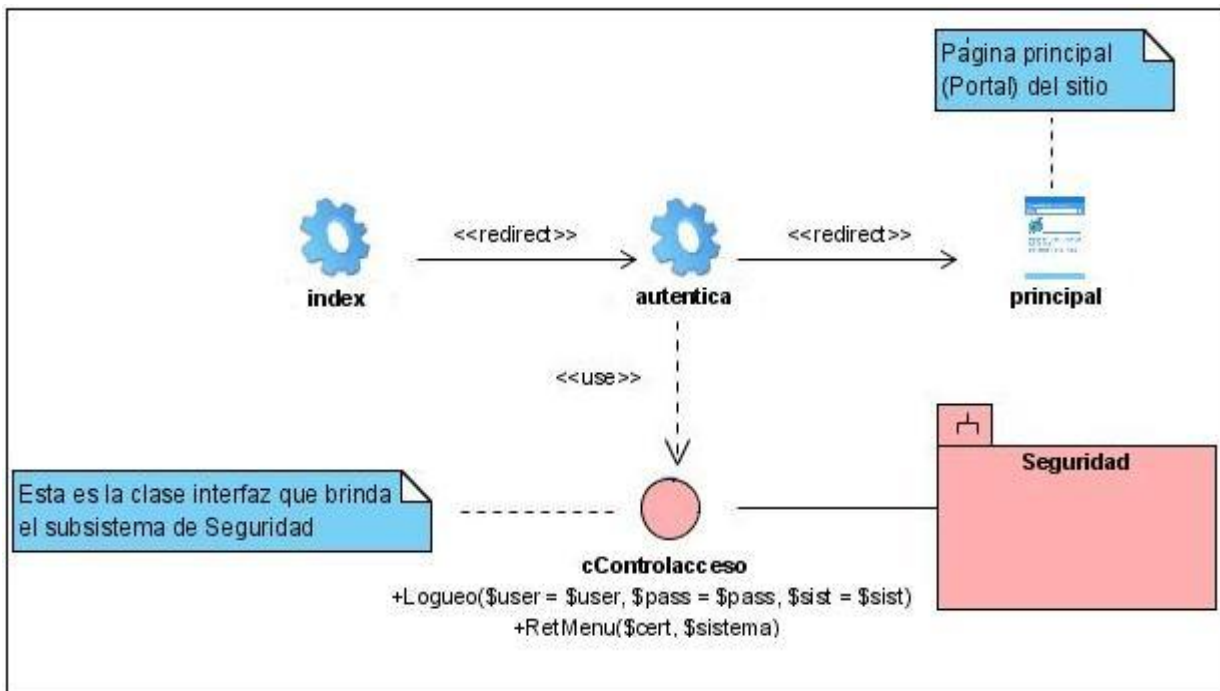 Página principal
(Portal) del sitio
<<redirect>>
<<redirect>>
index
autentica
principal
<<use>>
Seguridad
Esta es la clase interfaz que brinda
el subsistema de Seguridad
cControlacceso
+Logueo($user = $user, $pass = $pass, $sist = $sist)
+RetMenu($cert, $sistema)